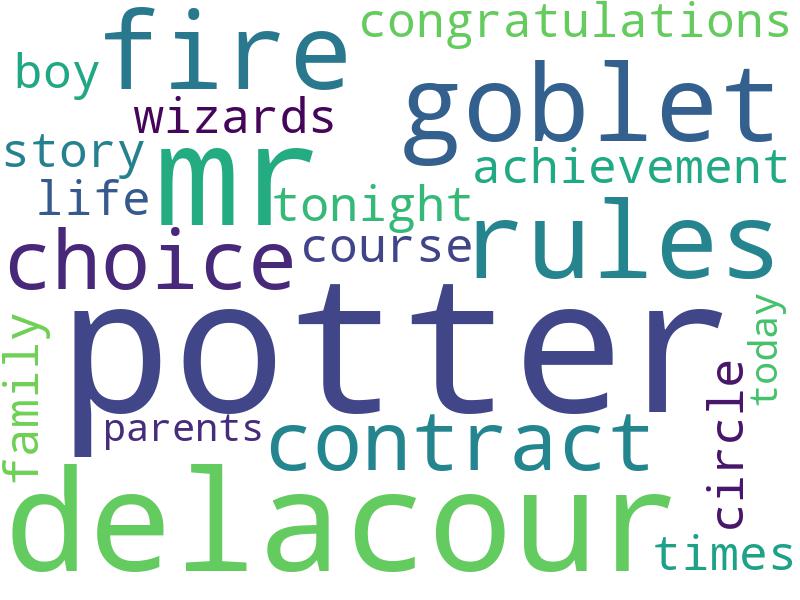 congratulations
fire
boy
goblet
wizards
story
mr
achievement
life
tonight
rules
choice
course
potter
today
family
circle
parents
contract
delacour
times